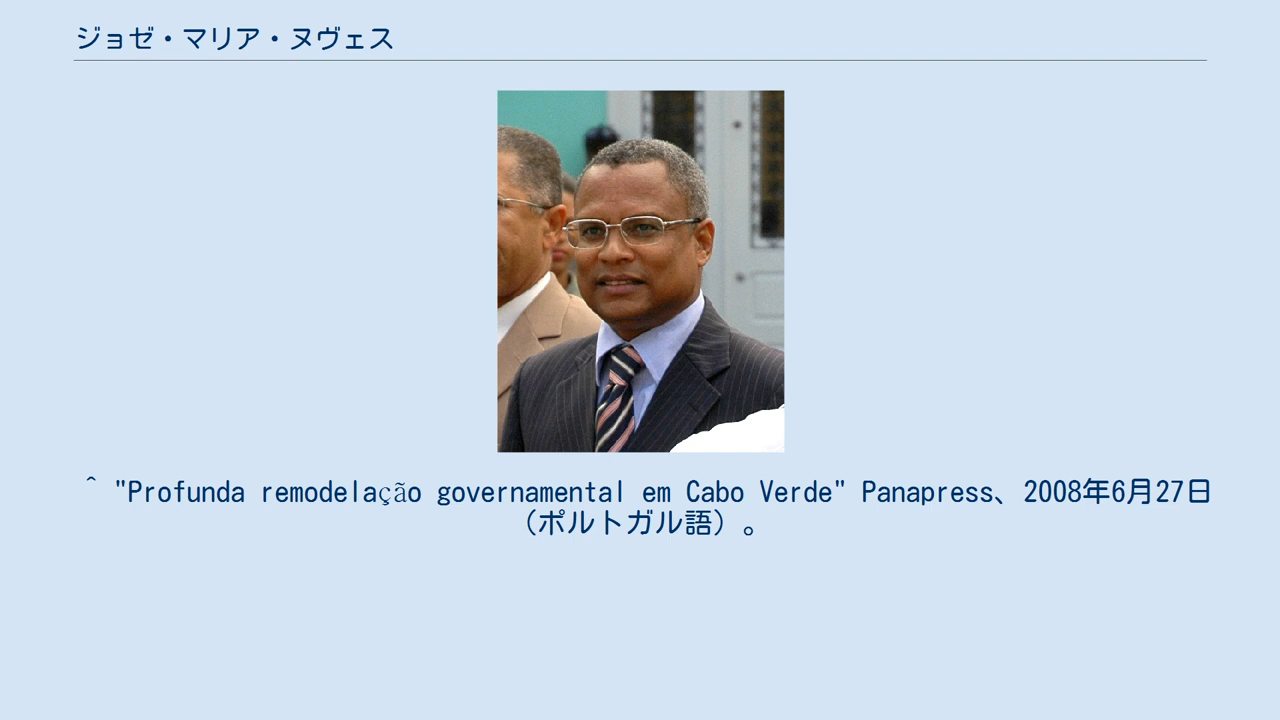 ジョゼ・マリア・ヌヴェス
^ "Profunda remodelação governamental em Cabo Verde" Panapress、2008年6月27日
（ポルトガル語）。